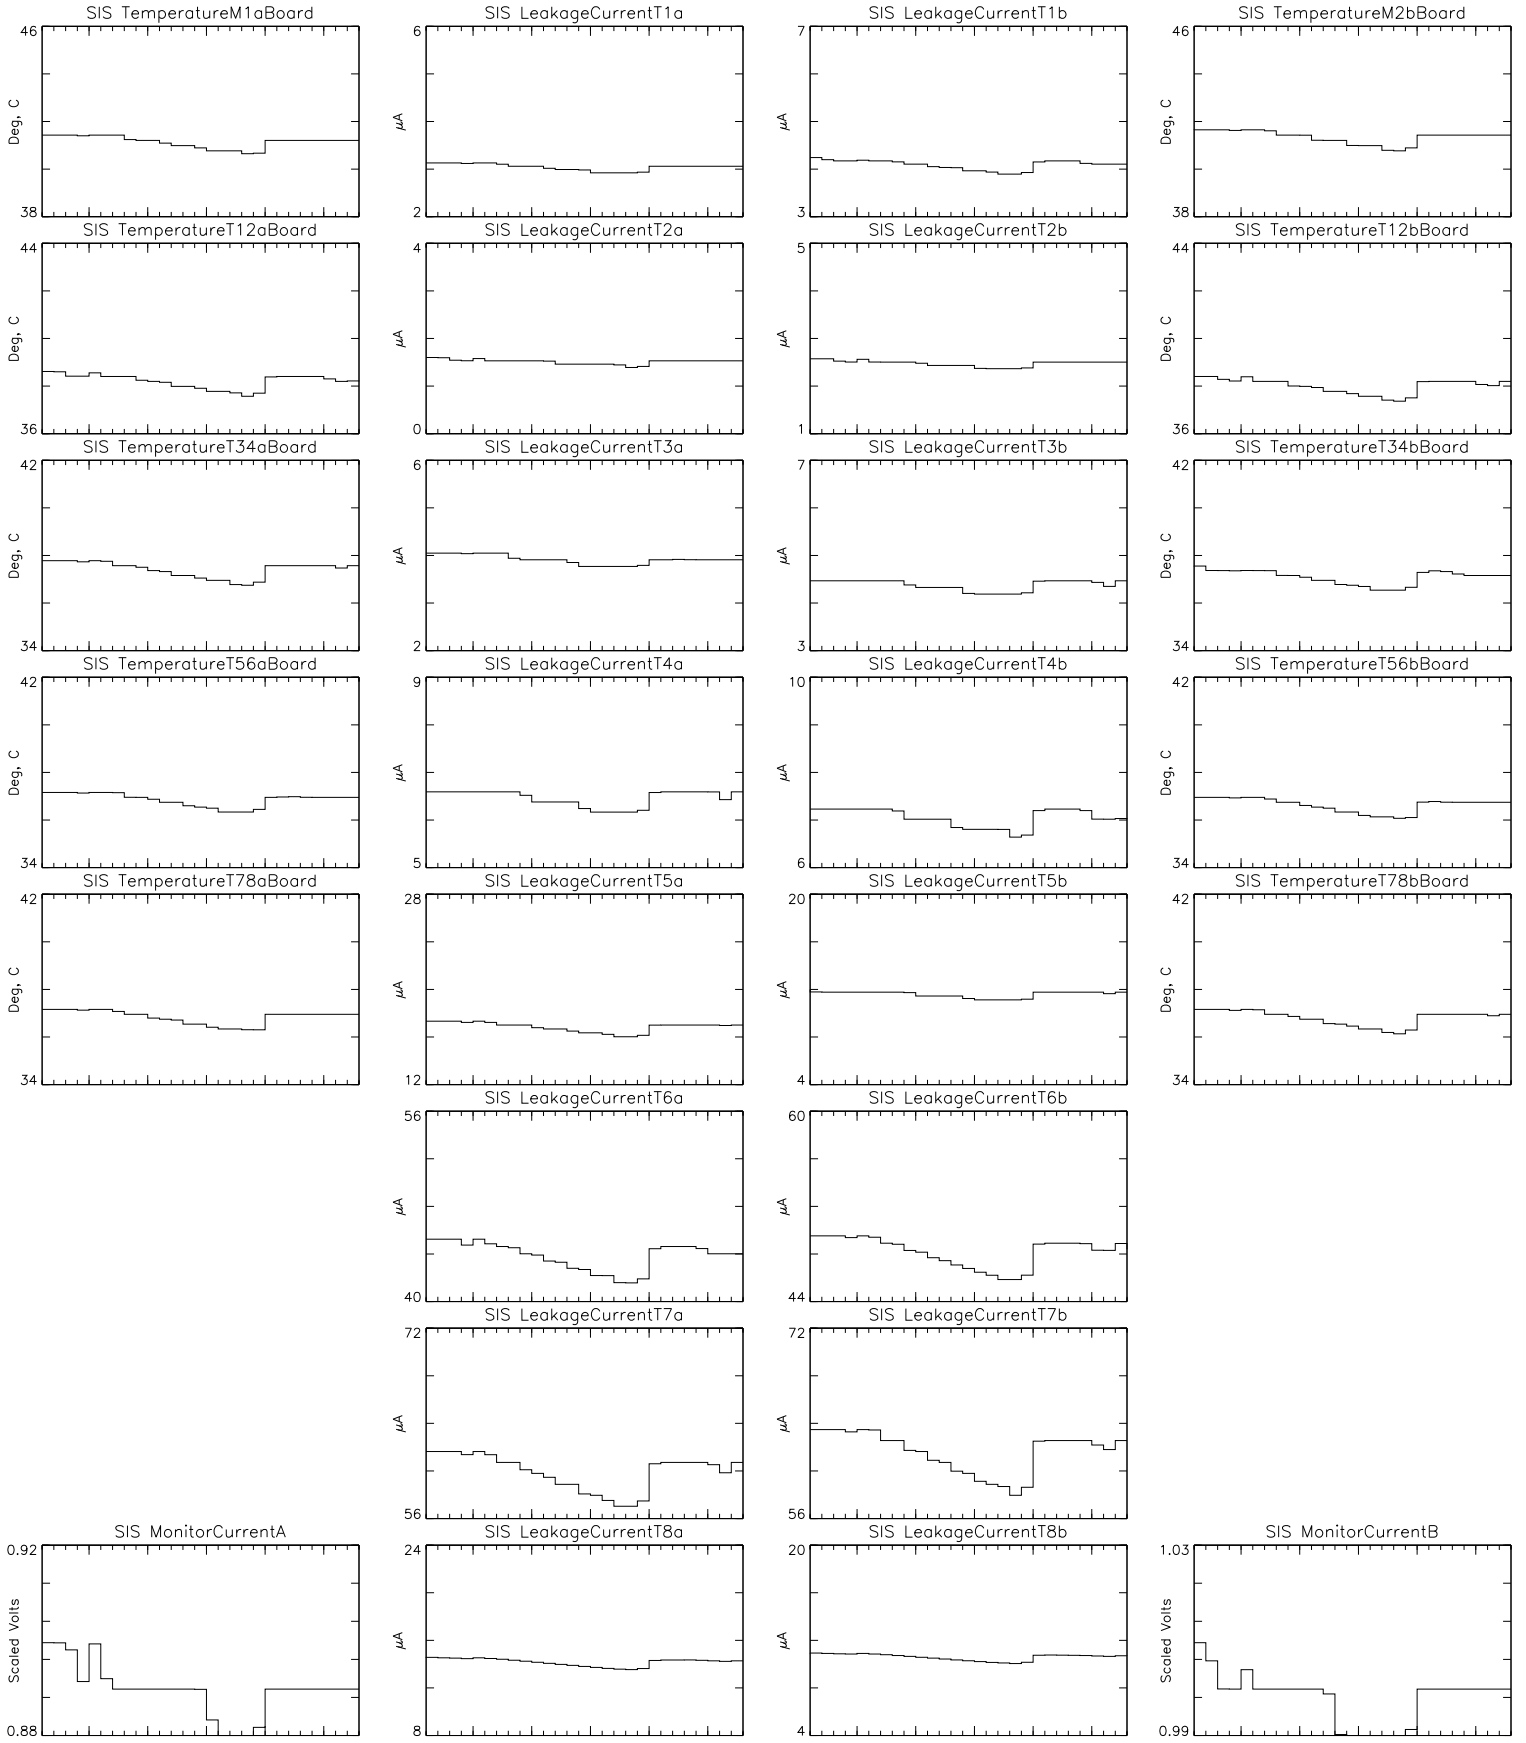 SIS TemperatureM1aBoard
46
Deg, C
38
SIS LeakageCurrentT1a
6
μA
2
SIS LeakageCurrentT1b
7
μA
3
SIS TemperatureM2bBoard
46
Deg, C
38
SIS TemperatureT12aBoard
44
Deg, C
36
SIS LeakageCurrentT2a
4
μA
0
SIS LeakageCurrentT2b
5
μA
1
SIS TemperatureT12bBoard
44
Deg, C
36
SIS TemperatureT34aBoard
42
Deg, C
34
SIS LeakageCurrentT3a
6
μA
2
SIS LeakageCurrentT3b
7
μA
3
SIS TemperatureT34bBoard
42
Deg, C
34
SIS TemperatureT56aBoard
42
Deg, C
34
SIS LeakageCurrentT4a
9
μA
5
SIS LeakageCurrentT4b
10
μA
6
SIS TemperatureT56bBoard
42
Deg, C
34
SIS TemperatureT78aBoard
42
Deg, C
34
SIS LeakageCurrentT5a
28
μA
12
SIS LeakageCurrentT5b
20
μA
4
SIS TemperatureT78bBoard
42
Deg, C
34
SIS LeakageCurrentT6a
56
μA
40
SIS LeakageCurrentT6b
60
μA
44
SIS LeakageCurrentT7a
72
μA
56
SIS LeakageCurrentT7b
72
μA
56
SIS MonitorCurrentA
0.92
Scaled Volts
0.88
SIS LeakageCurrentT8a
24
μA
8
SIS LeakageCurrentT8b
20
μA
4
SIS MonitorCurrentB
1.03
Scaled Volts
0.99